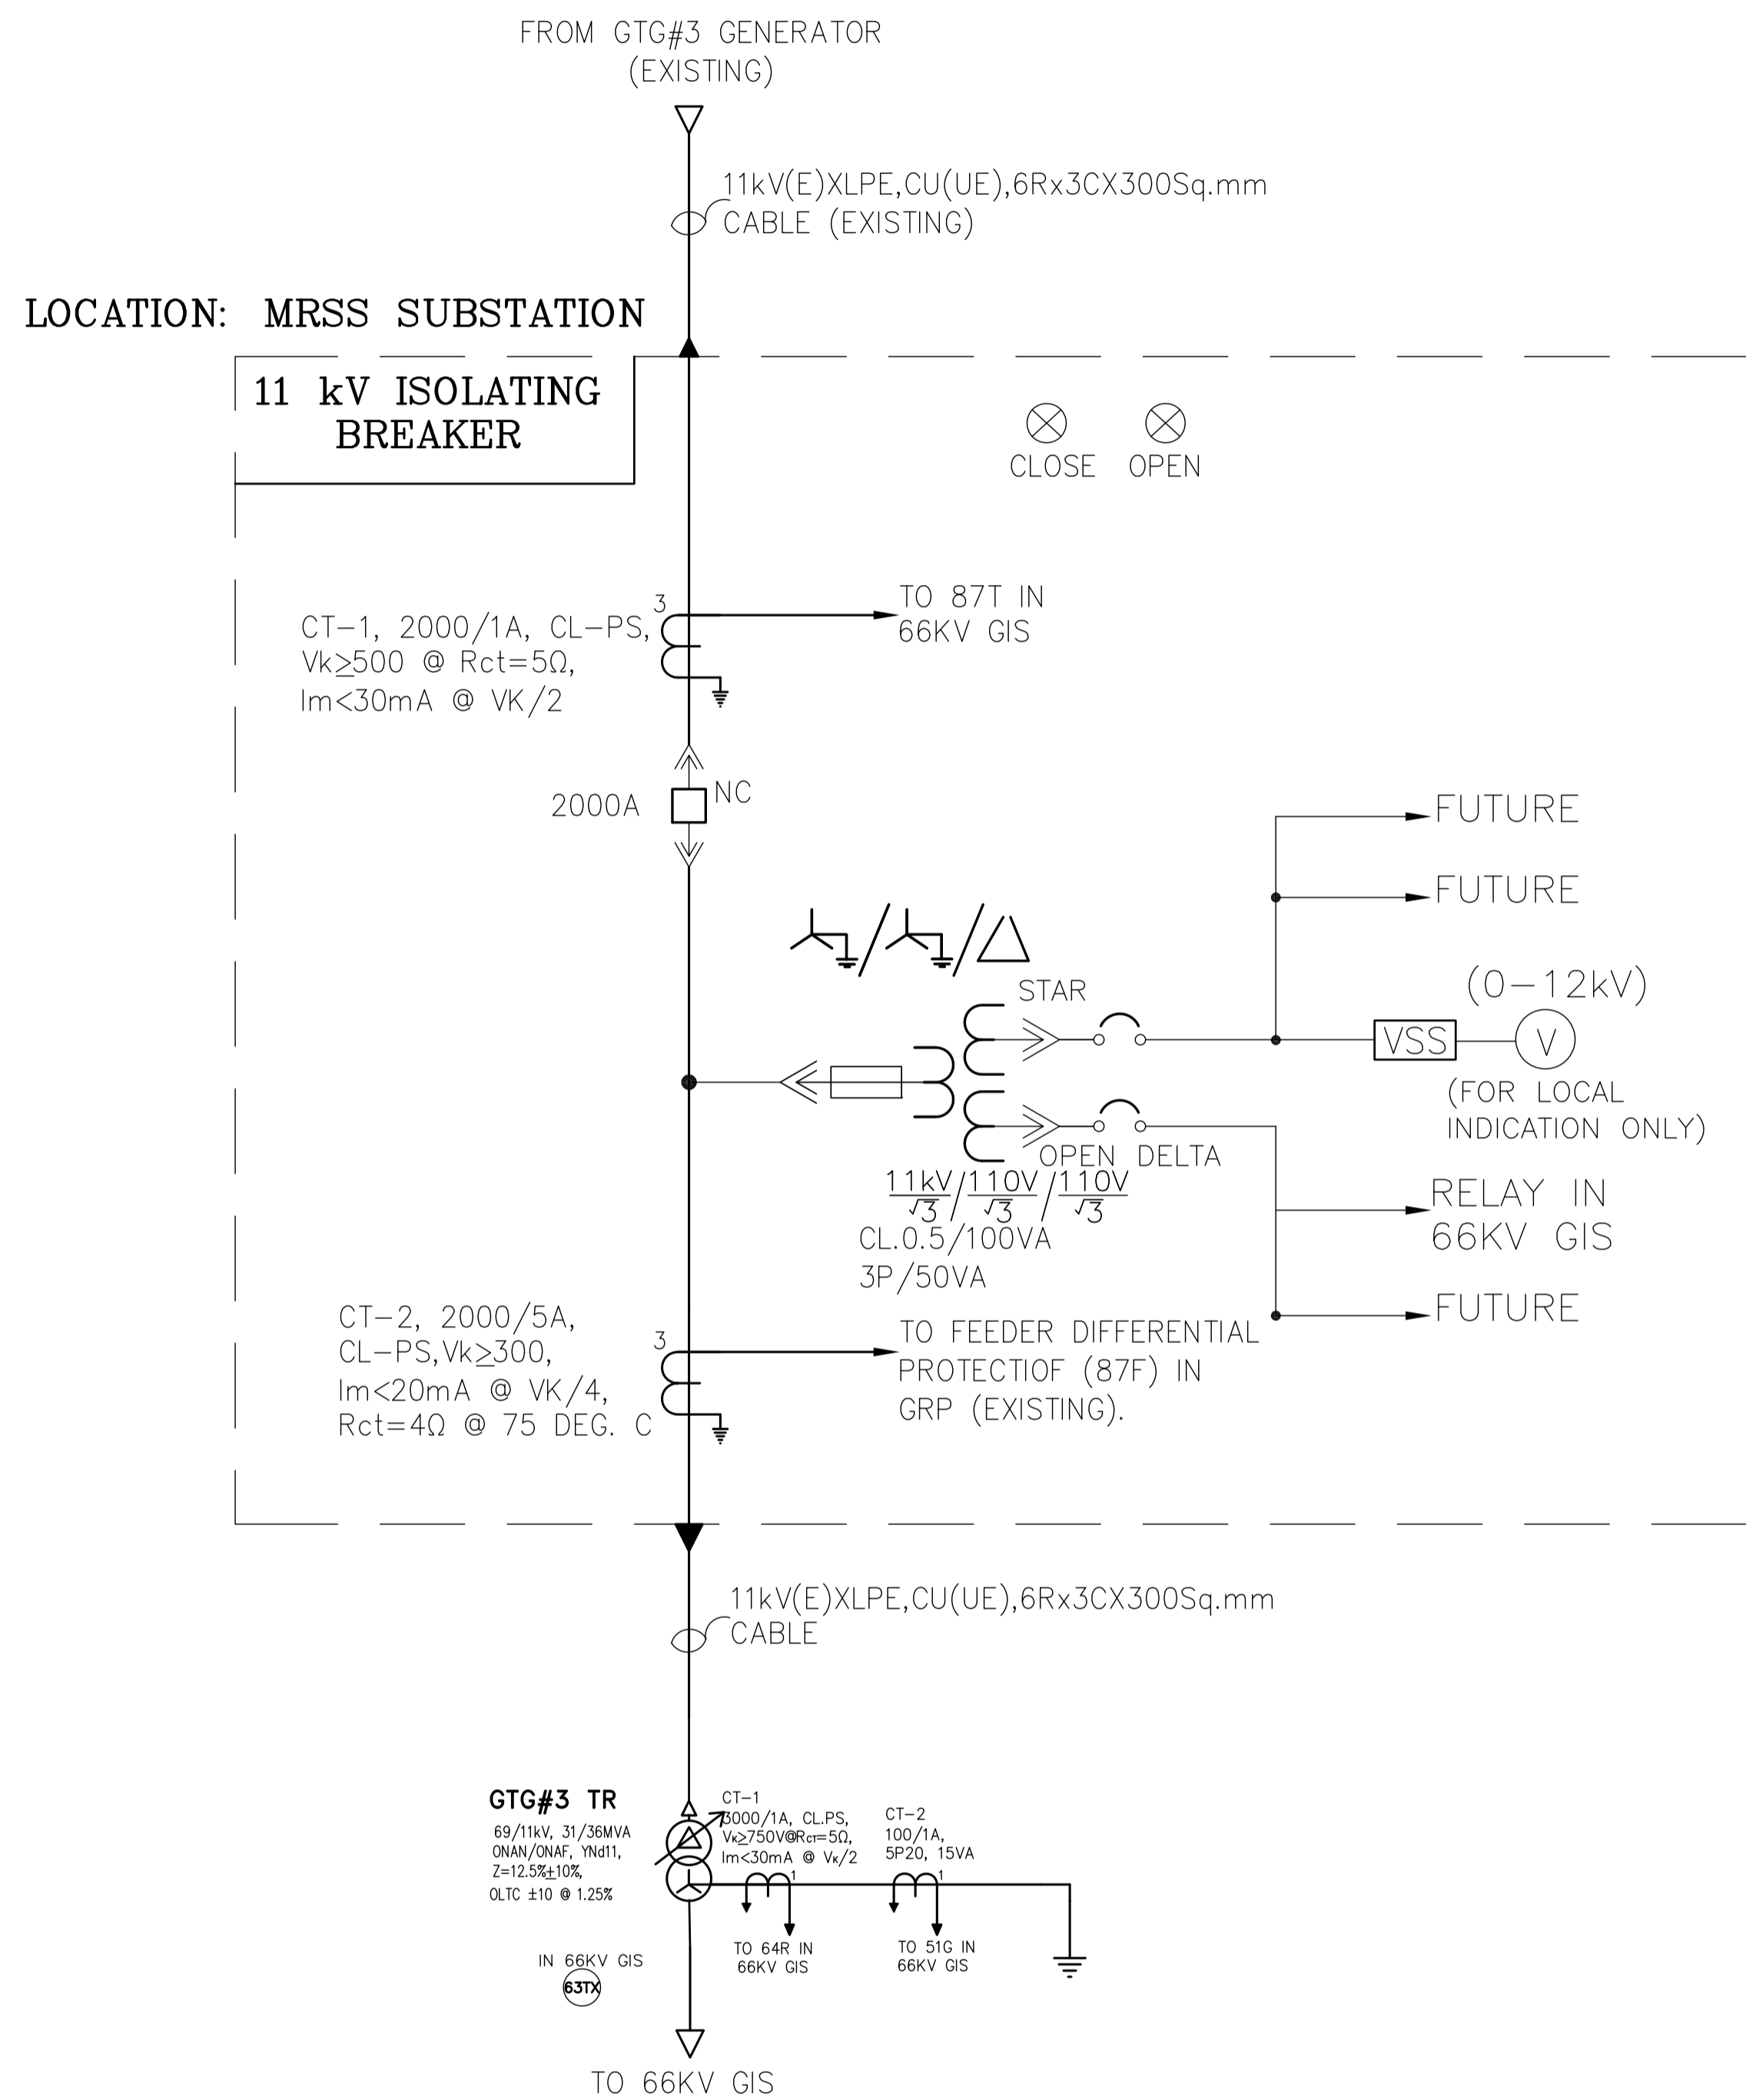 FROM GTG#3 GENERATOR
(EXISTING)
11kV(E)XLPE,CU(UE),6Rx3CX300Sq.mm
CABLE (EXISTING)
LOCATION: MRSS SUBSTATION
11 kV ISOLATING
BREAKER
CLOSE
OPEN
3
TO 87T IN
66KV GIS
CT-1, 2000/1A, CL-PS,
Vk≥500 @ Rct=5Ω,
Im<30mA @ VK/2
2000A
NC
FUTURE
FUTURE
STAR
(0-12kV)
VSS
V
(FOR LOCAL
INDICATION ONLY)
OPEN DELTA
11kV/√3 / 110V/√3 / 110V/√3
CL.0.5/100VA
3P/50VA
RELAY IN
66KV GIS
FUTURE
CT-2, 2000/5A,
CL-PS,Vk≥300,
Im<20mA @ VK/4,
Rct=4Ω @ 75 DEG. C
3
TO FEEDER DIFFERENTIAL
PROTECTIOF (87F) IN
GRP (EXISTING).
11kV(E)XLPE,CU(UE),6Rx3CX300Sq.mm
CABLE
GTG#3 TR
69/11kV, 31/36MVA
ONAN/ONAF, YNd11,
Z=12.5%±10%,
OLTC ±10 @ 1.25%
CT-1
3000/1A, CL.PS,
VK≥750V@RCT=5Ω,
Im<30mA @ VK/2
1
CT-2
100/1A,
5P20, 15VA
1
TO 64R IN
66KV GIS
TO 51G IN
66KV GIS
IN 66KV GIS
63TX
TO 66KV GIS